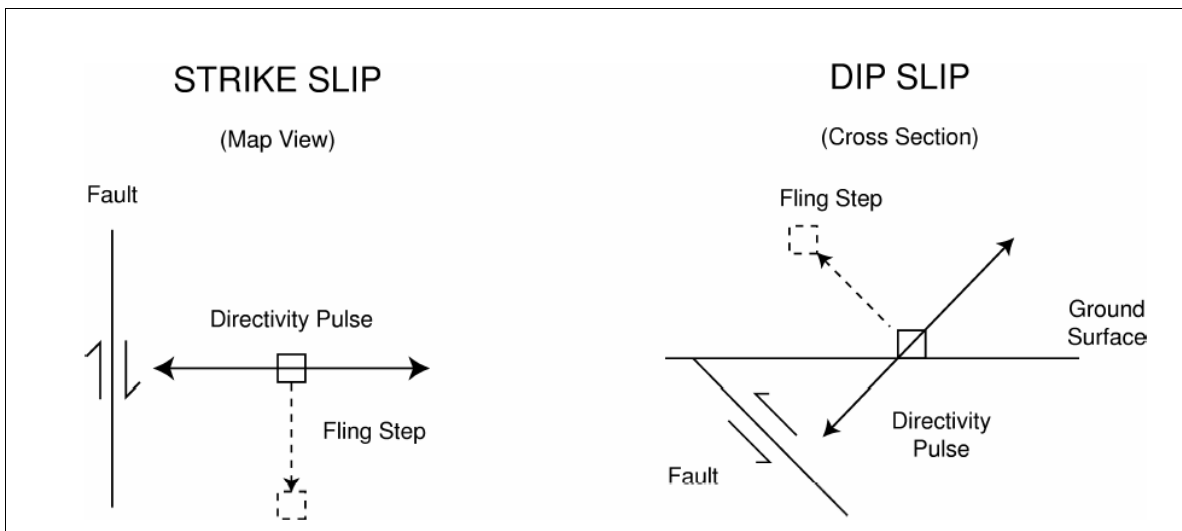 STRIKE SLIP
(Map View)
Fault
Directivity Pulse
Fling Step
DIP SLIP
(Cross Section)
Fling Step
Ground
Surface
Directivity
Pulse
Fault